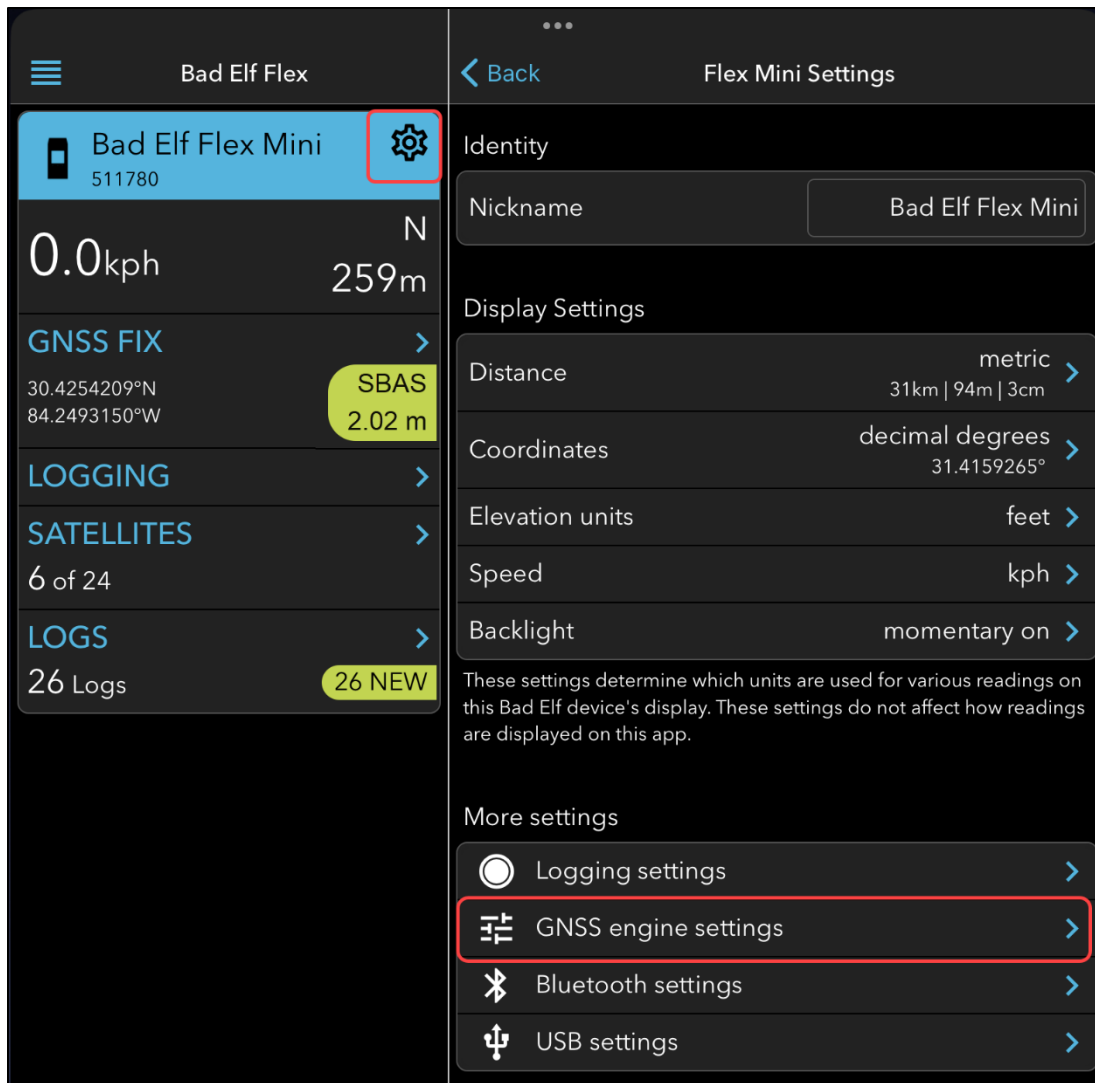 Bad Elf Flex
Bad Elf Flex Mini
511780
0.0kph
N
259m
GNSS FIX
30.4254209°N
84.2493150°W
SBAS
2.02 m
LOGGING
SATELLITES
6 of 24
LOGS
26 Logs
26 NEW
Back
Flex Mini Settings
Identity
Nickname
Bad Elf Flex Mini
Display Settings
Distance
metric
31km | 94m | 3cm
Coordinates
decimal degrees
31.4159265°
Elevation units
feet
Speed
kph
Backlight
momentary on
These settings determine which units are used for various readings on
this Bad Elf device's display. These settings do not affect how readings
are displayed on this app.
More settings
Logging settings
GNSS engine settings
Bluetooth settings
USB settings